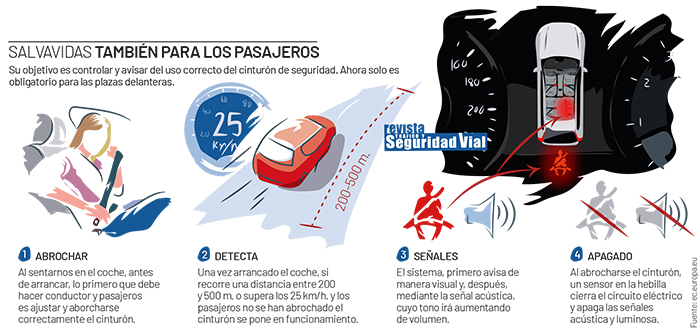 SALVAVIDAS TAMBIÉN PARA LOS PASAJEROS
Su objetivo es controlar y avisar del uso correcto del cinturón de seguridad. Ahora solo es
obligatorio para las plazas delanteras.
20
40
60
80
25
km/h
200-500 m.
160
180
200
1
2
revista
TRÁFICO Y
Seguridad Vial
1 ABROCHAR
Al sentarnos en el coche, antes
de arrancar, lo primero que debe
hacer conductor y pasajeros
es ajustar y abrocharse
correctamente el cinturón.
2 DETECTA
Una vez arrancado el coche, si
recorre una distancia entre 200
y 500 m. o supera los 25 km/h, y los
pasajeros no se han abrochado el
cinturón se pone en funcionamiento.
3 SEÑALES
El sistema, primero avisa de
manera visual y, después,
mediante la señal acústica,
cuyo tono irá aumentando
de volumen.
4 APAGADO
Al abrocharse el cinturón,
un sensor en la hebilla
cierra el circuito eléctrico
y apaga las señales
acústica y luminosa.
Fuente: ec.europa.eu